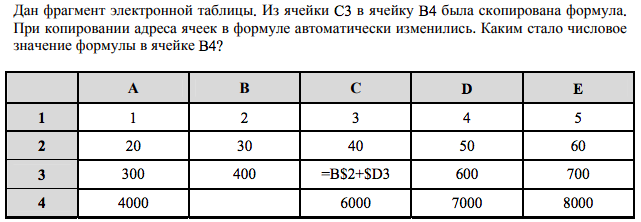 Дан фрагмент электронной таблицы. Из ячейки C3 в ячейку B4 была скопирована формула.
При копировании адреса ячеек в формуле автоматически изменились. Каким стало числовое
значение формулы в ячейке B4?
A B C D E
1 1 2 3 4 5
2 20 30 40 50 60
3 300 400 =B$2+$D3 600 700
4 4000 6000 7000 8000